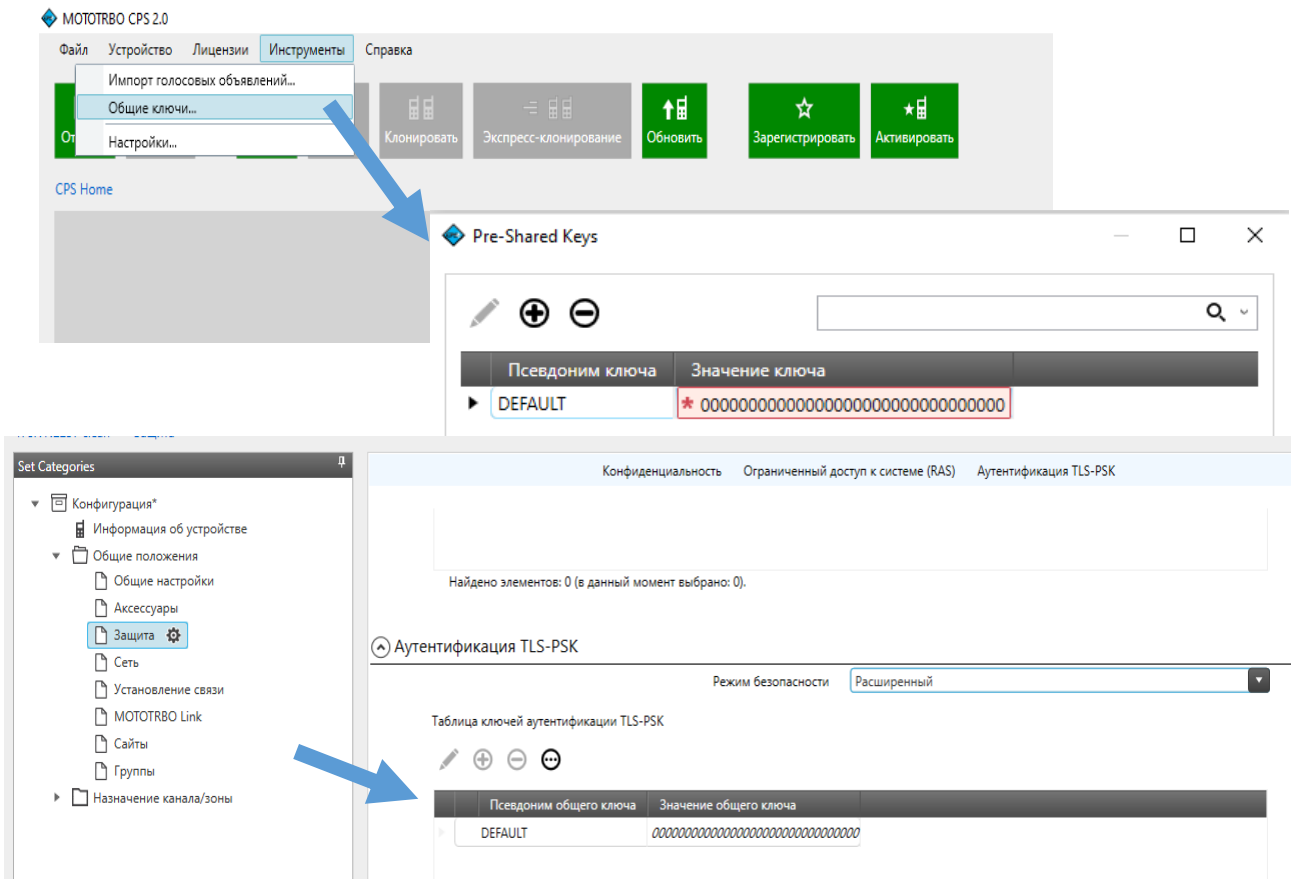 MOTOTRBO CPS 2.0
Файл Устройство Лицензии Инструменты Справка
Импорт голосовых объявлений...
Общие ключи...
Настройки...
Клонировать Экспресс-клонирование Обновить Зарегистрировать Активировать
CPS Home
Pre-Shared Keys
Псевдоним ключа Значение ключа
DEFAULT * 00000000000000000000000000000000
Set Categories
Конфиденциальность Ограниченный доступ к системе (RAS) Аутентификация TLS-PSK
Конфигурация*
Информация об устройстве
Общие положения
Общие настройки
Аксессуары
Защита
Сеть
Установление связи
MOTOTRBO Link
Сайты
Группы
Назначение канала/зоны
Найдено элементов: 0 (в данный момент выбрано: 0).
Аутентификация TLS-PSK
Режим безопасности Расширенный
Таблица ключей аутентификации TLS-PSK
Псевдоним общего ключа Значение общего ключа
DEFAULT 00000000000000000000000000000000